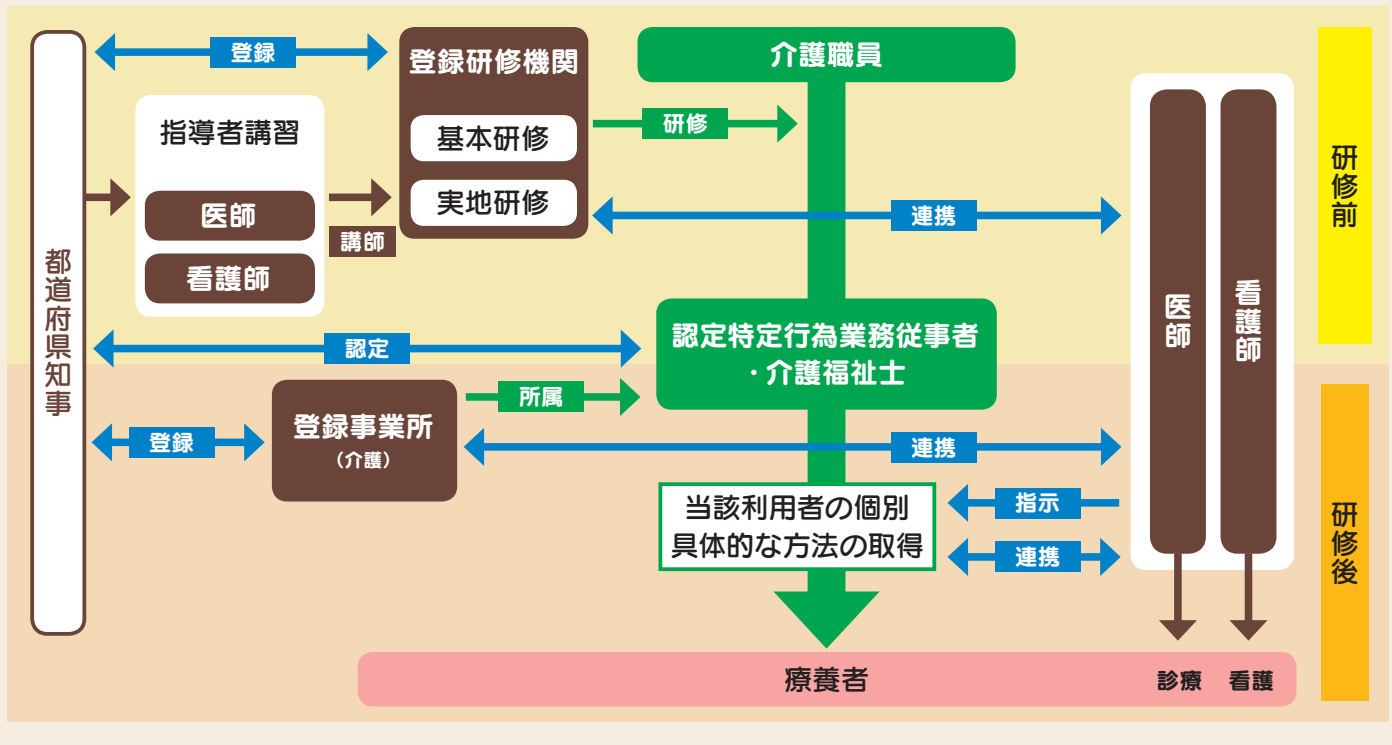 登録
登録研修機関
基本研修
実地研修
介護職員
研修
指導者講習
医師
看護師
講師
連携
都道府県知事
医師
看護師
研修前
認定
認定特定行為業務従事者
・介護福祉士
所属
登録事業所
（介護）
登録
連携
当該利用者の個別
具体的な方法の取得
指示
連携
研修後
療養者
診療
看護